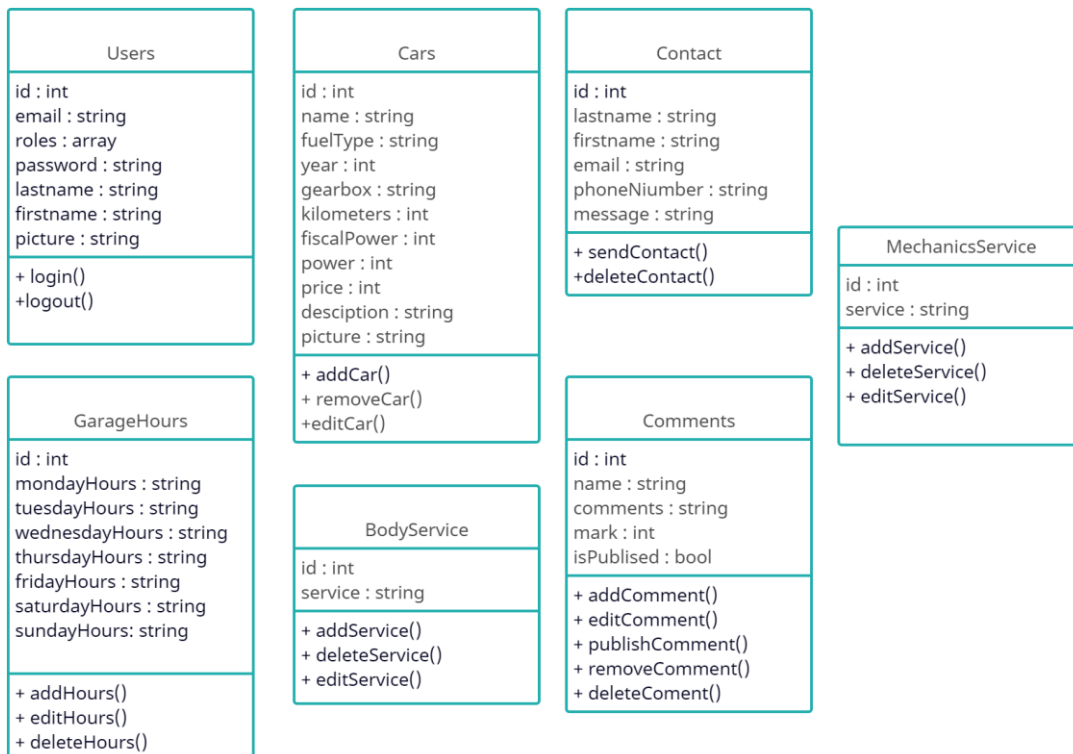 Users
id : int
email : string
roles : array
password : string
lastname : string
firstname : string
picture : string
+ login()
+logout()
Cars
id : int
name : string
fuelType : string
year : int
gearbox : string
kilometers : int
fiscalPower : int
power : int
price : int
desciption : string
picture : string
+ addCar()
+ removeCar()
+editCar()
Contact
id : int
lastname : string
firstname : string
email : string
phoneNiumber : string
message : string
+ sendContact()
+deleteContact()
MechanicsService
id : int
service : string
+ addService()
+ deleteService()
+ editService()
GarageHours
id : int
mondayHours : string
tuesdayHours : string
wednesdayHours : string
thursdayHours : string
fridayHours : string
saturdayHours : string
sundayHours: string
+ addHours()
+ editHours()
+ deleteHours()
BodyService
id : int
service : string
+ addService()
+ deleteService()
+ editService()
Comments
id : int
name : string
comments : string
mark : int
isPublised : bool
+ addComment()
+ editComment()
+ publishComment()
+ removeComment()
+ deleteComent()